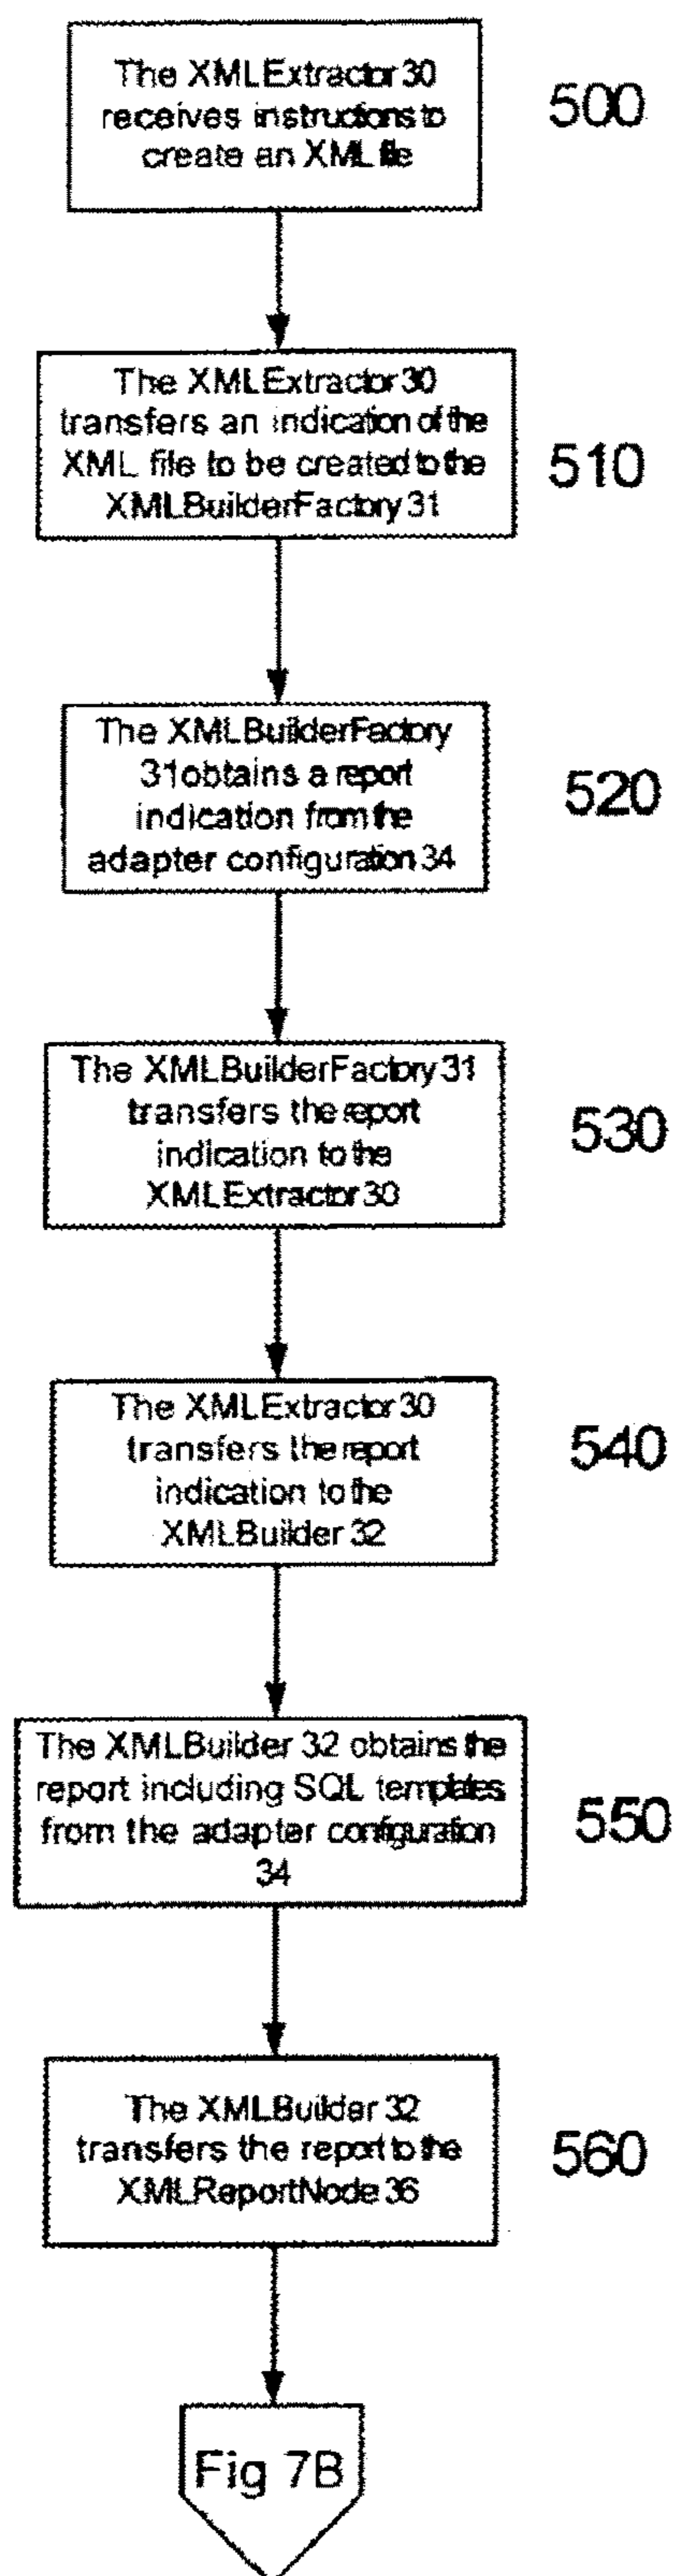 The XMLExtractor 30
receives instructions to
create an XML file
500
The XMLExtractor 30
transfers an indication of the
XML file to be created to the
XMLBuilderFactory 31
510
The XMLBuilderFactory
31 obtains a report
indication from the
adapter configuration 34
520
The XMLBuilderFactory 31
transfers the report
indication to the
XMLExtractor 30
530
The XMLExtractor 30
transfers the report
indication to the
XMLBuilder 32
540
The XMLBuilder 32 obtains the
report including SQL templates
from the adapter configuration
34
550
The XMLBuilder 32
transfers the report to the
XMLReportNode 36
560
Fig 7B